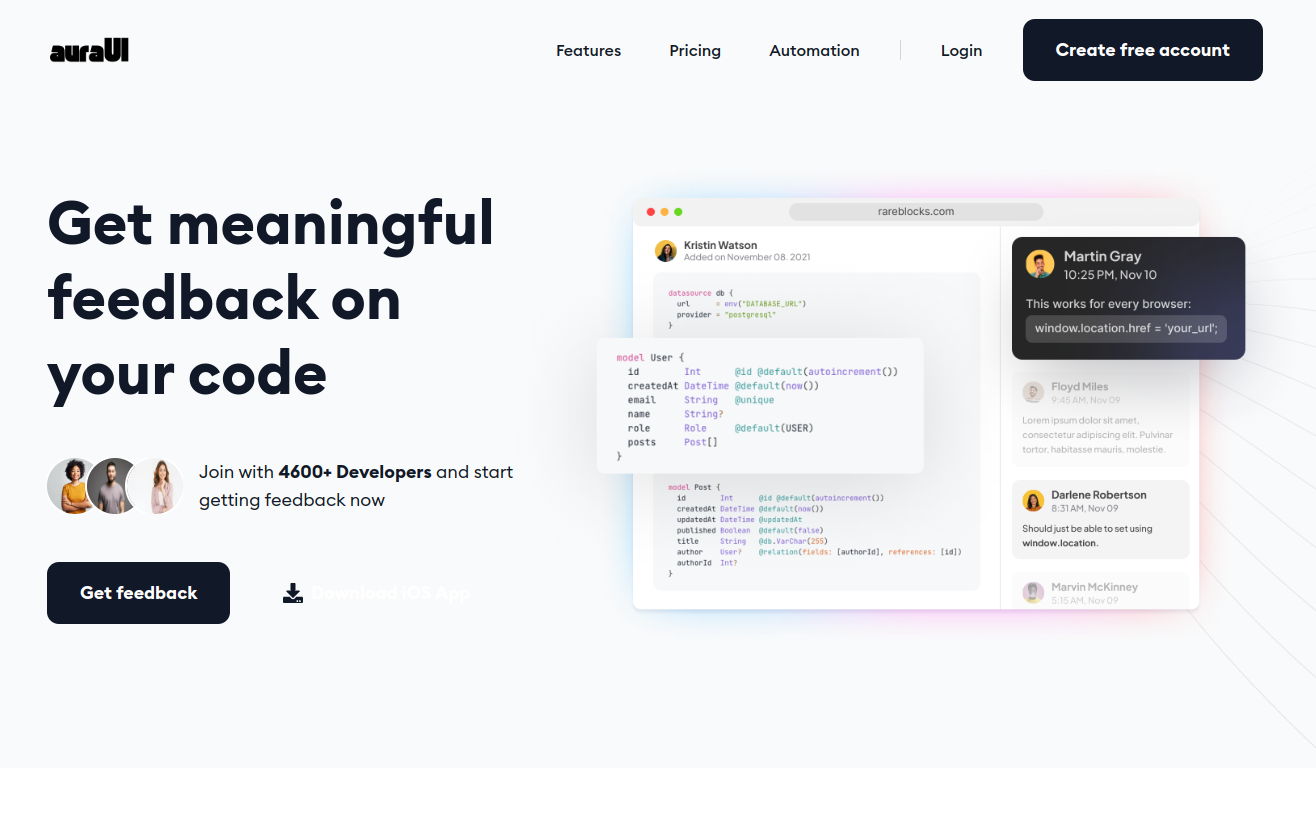 auraUI
Features
Pricing
Automation
Login
Create free account
Get meaningful
feedback on
your code
Join with 4600+ Developers and start
getting feedback now
Get feedback
Download iOS App
rareblocks.com
Kristin Watson
Added on November 08. 2021
datasource db {
  url      = env("DATABASE_URL")
  provider = "postgresql"
}
model User {
  id        Int      @id @default(autoincrement())
  createdAt DateTime @default(now())
  email     String   @unique
  name      String?
  role      Role     @default(USER)
  posts     Post[]
}
model Post {
  id        Int      @id @default(autoincrement())
  createdAt DateTime @default(now())
  updatedAt DateTime @updatedAt
  published Boolean  @default(false)
  title     String   @db.VarChar(255)
  author    User?    @relation(fields: [authorId], references: [id])
  authorId  Int?
}
Martin Gray
10:25 PM, Nov 10
This works for every browser:
window.location.href = 'your_url';
Floyd Miles
9:45 AM, Nov 09
Lorem ipsum dolor sit amet,
consectetur adipiscing elit. Pulvinar
tortor, habitasse mauris, molestie.
Darlene Robertson
8:31 AM, Nov 09
Should just be able to set using
window.location.
Marvin McKinney
5:15 AM, Nov 09